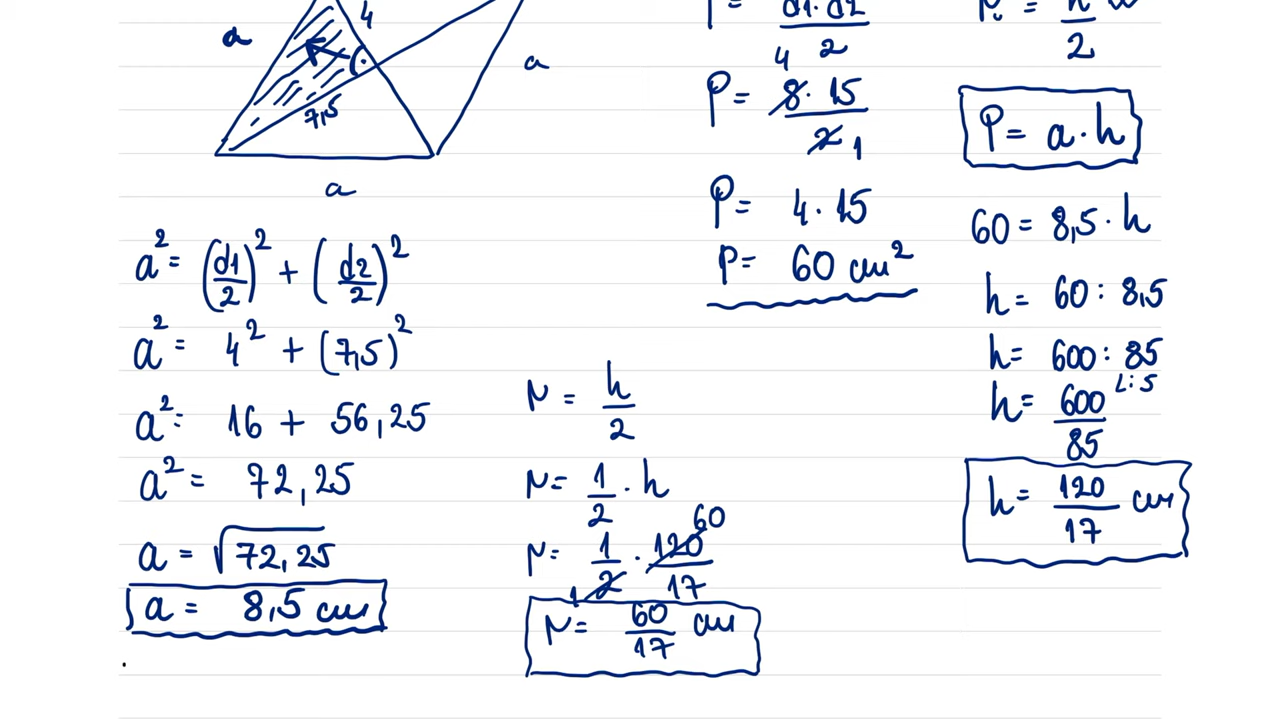 a
4
7,5
a
a
a² = (d1/2)² + (d2/2)²
a² = 4² + (7,5)²
a² = 16 + 56,25
a² = 72,25
a = √72,25
a = 8,5 cm
r = h/2
r = 1/2 · h
r = 1/2 · 120/17
1
60
r = 60/17 cm
P = d1·d2/2
P = 8·15/2
4
1
P = 4·15
P = 60 cm²
= h/2
P = a·h
60 = 8,5·h
h = 60 : 8,5
h = 600 : 85
h = 600/85 |:5
h = 120/17 cm